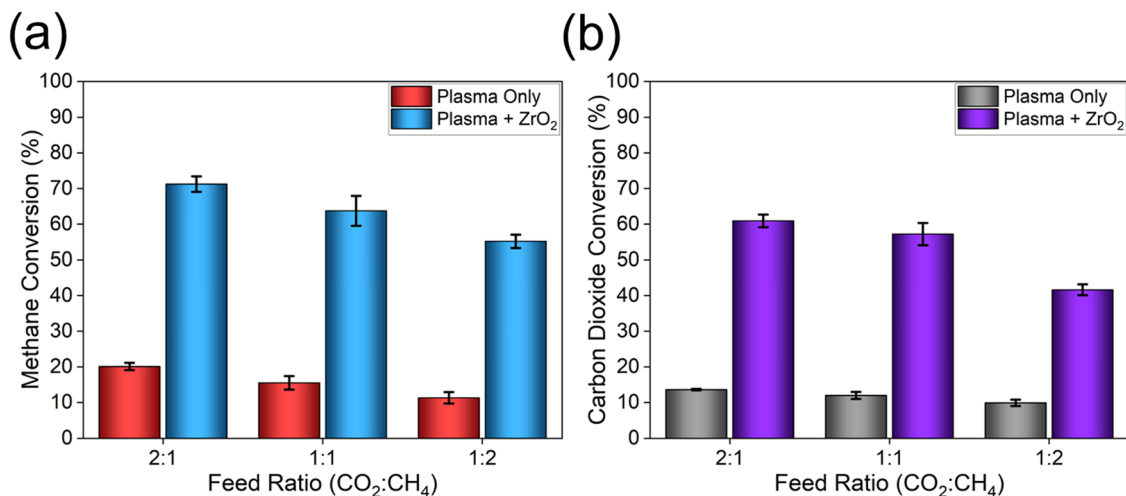 (a)
Methane Conversion (%)
100
90
80
70
60
50
40
30
20
10
0
Plasma Only
Plasma + ZrO₂
2:1
1:1
1:2
Feed Ratio (CO₂:CH₄)
(b)
Carbon Dioxide Conversion (%)
100
90
80
70
60
50
40
30
20
10
0
Plasma Only
Plasma + ZrO₂
2:1
1:1
1:2
Feed Ratio (CO₂:CH₄)